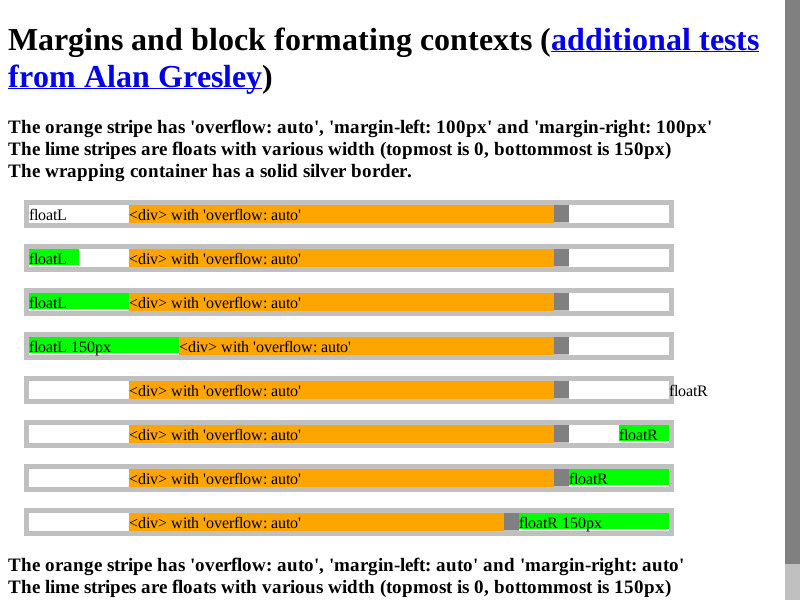 Margins and block formating contexts (additional tests
from Alan Gresley)
The orange stripe has 'overflow: auto', 'margin-left: 100px' and 'margin-right: 100px'
The lime stripes are floats with various width (topmost is 0, bottommost is 150px)
The wrapping container has a solid silver border.
floatL <div> with 'overflow: auto'
floatL <div> with 'overflow: auto'
floatL <div> with 'overflow: auto'
floatL 150px <div> with 'overflow: auto'
<div> with 'overflow: auto' floatR
<div> with 'overflow: auto' floatR
<div> with 'overflow: auto' floatR
<div> with 'overflow: auto' floatR 150px
The orange stripe has 'overflow: auto', 'margin-left: auto' and 'margin-right: auto'
The lime stripes are floats with various width (topmost is 0, bottommost is 150px)